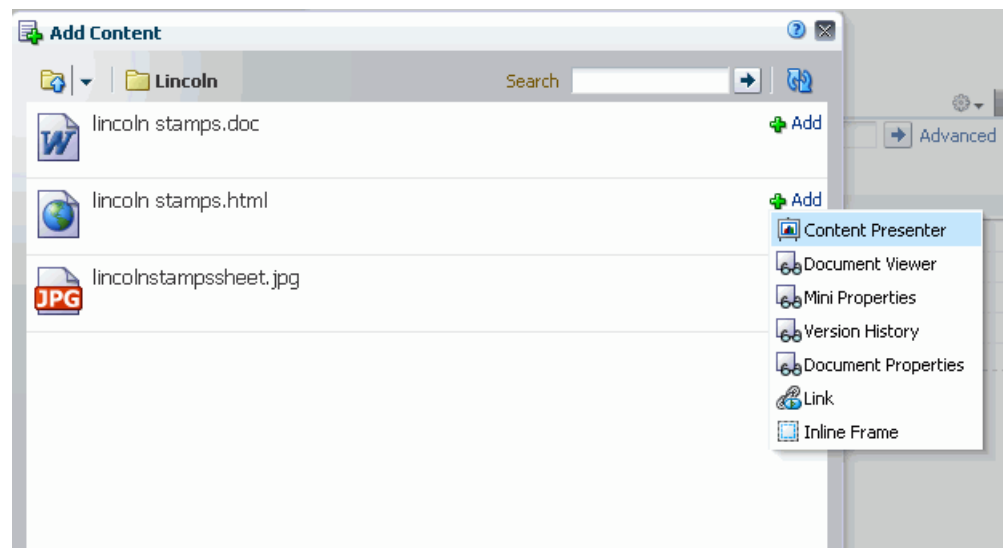 Add Content
Lincoln
Search
Advanced
lincoln stamps.doc
Add
lincoln stamps.html
Add
lincolnstampssheet.jpg
Content Presenter
Document Viewer
Mini Properties
Version History
Document Properties
Link
Inline Frame
W
JPG
?